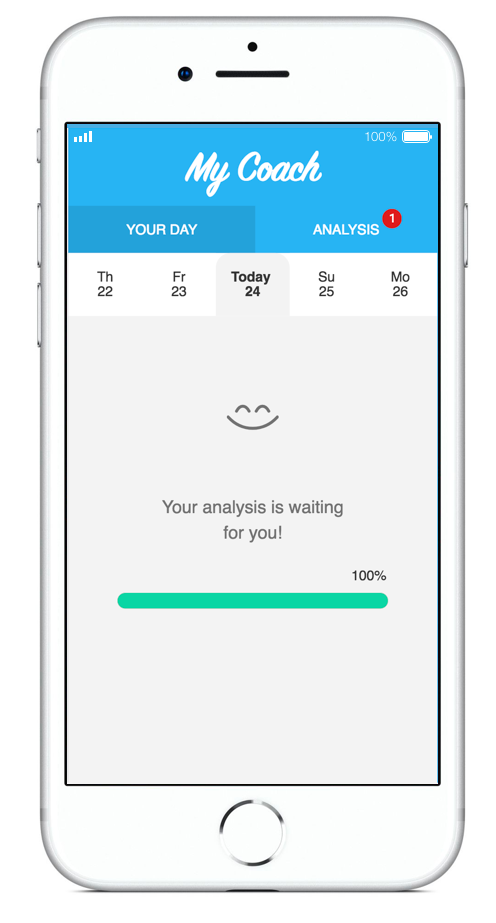 100%
My Coach
YOUR DAY
ANALYSIS
1
Th
22
Fr
23
Today
24
Su
25
Mo
26
Your analysis is waiting
for you!
100%